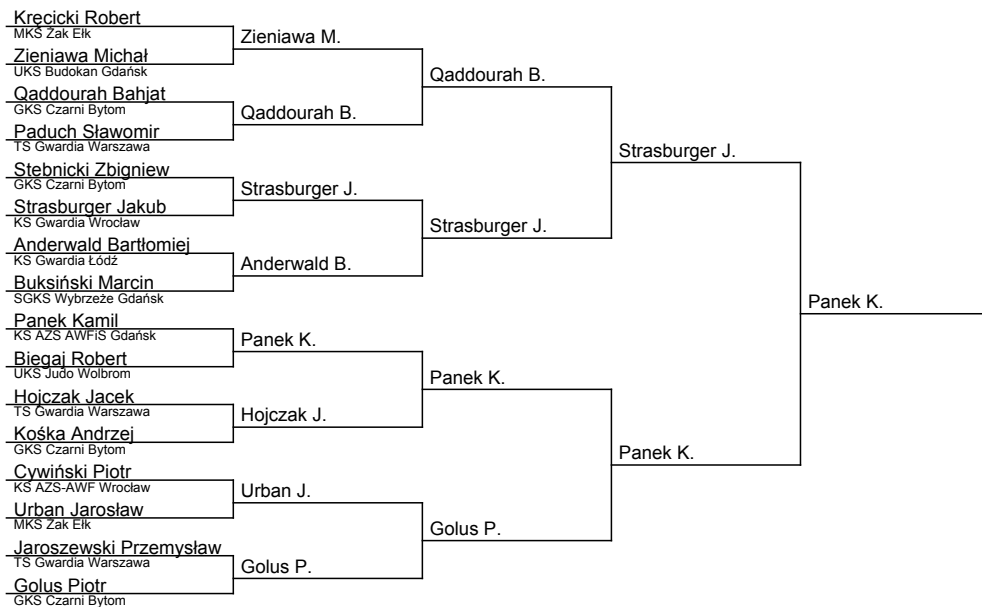 Kręcicki Robert
MKS Żak Ełk
Zieniawa Michał
UKS Budokan Gdańsk
Qaddourah Bahjat
GKS Czarni Bytom
Paduch Sławomir
TS Gwardia Warszawa
Stebnicki Zbigniew
GKS Czarni Bytom
Strasburger Jakub
KS Gwardia Wrocław
Anderwald Bartłomiej
KS Gwardia Łódź
Buksiński Marcin
SGKS Wybrzeże Gdańsk
Panek Kamil
KS AZS AWFiS Gdańsk
Biegaj Robert
UKS Judo Wolbrom
Hojczak Jacek
TS Gwardia Warszawa
Kośka Andrzej
GKS Czarni Bytom
Cywiński Piotr
KS AZS-AWF Wrocław
Urban Jarosław
MKS Żak Ełk
Jaroszewski Przemysław
TS Gwardia Warszawa
Golus Piotr
GKS Czarni Bytom
Zieniawa M.
Qaddourah B.
Strasburger J.
Anderwald B.
Panek K.
Hojczak J.
Urban J.
Golus P.
Qaddourah B.
Strasburger J.
Panek K.
Golus P.
Strasburger J.
Panek K.
Panek K.